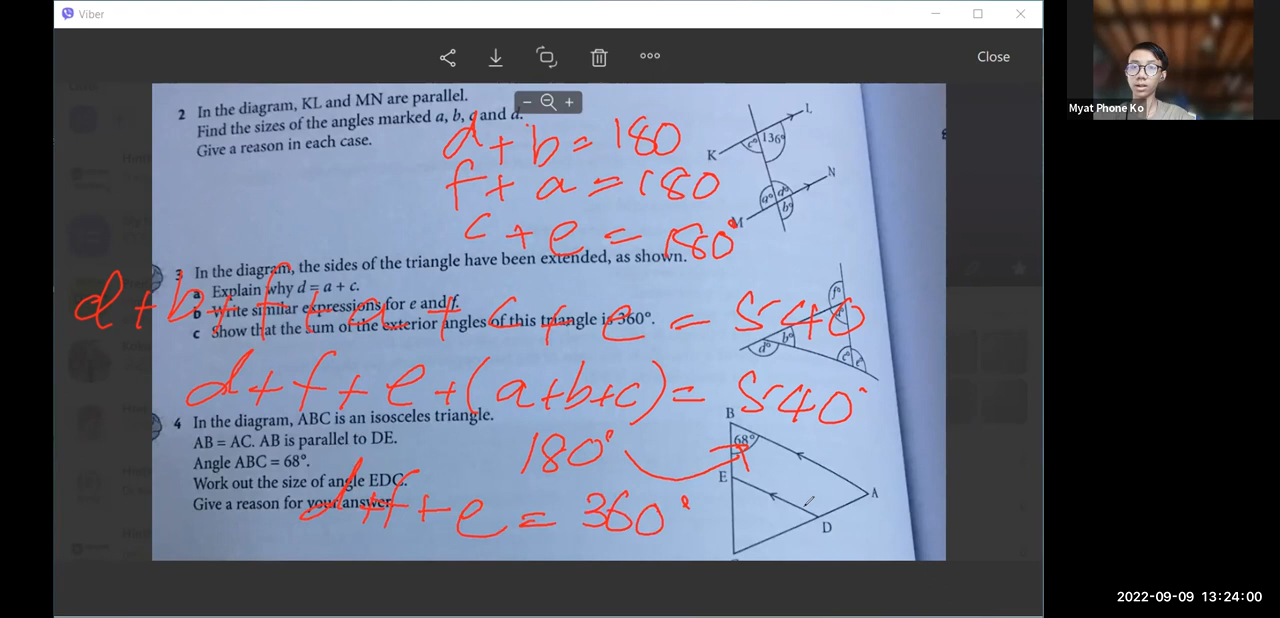 Viber
Close
2 In the diagram, KL and MN are parallel.
Find the sizes of the angles marked a, b, c and d.
Give a reason in each case.
d + b = 180
f + a = 180
c + e = 180°
K
L
c°
136°
M
N
a°
d°
b°
3 In the diagram, the sides of the triangle have been extended, as shown.
a Explain why d = a + c.
b Write similar expressions for e and f.
c Show that the sum of the exterior angles of this triangle is 360°.
d + b + f + a + c + e = 540
f°
d°
b°
c°
e°
d + f + e + (a+b+c) = 540°
4 In the diagram, ABC is an isosceles triangle.
AB = AC. AB is parallel to DE.
Angle ABC = 68°.
Work out the size of angle EDC.
Give a reason for your answer.
180°
d+f + e = 360°
B
68°
E
A
D
Myat Phone Ko
2022-09-09 13:24:00